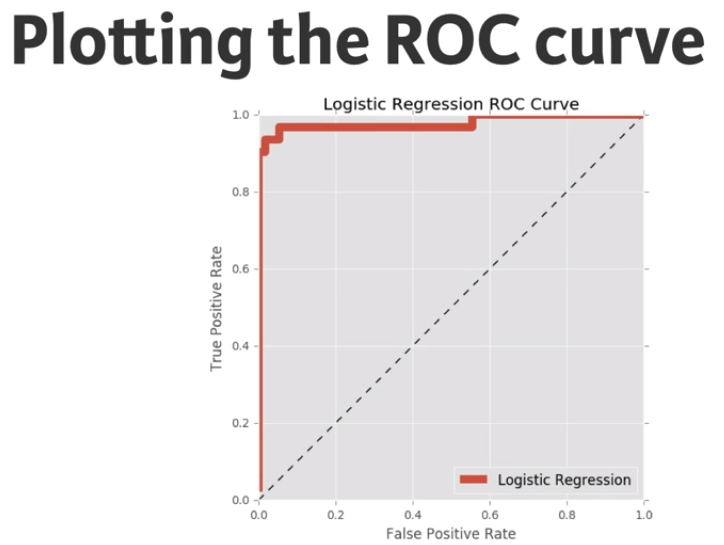 Plotting the ROC curve
Logistic Regression ROC Curve
True Positive Rate
1.0
0.8
0.6
0.4
0.2
0.0
0.0 0.2 0.4 0.6 0.8 1.0
False Positive Rate
Logistic Regression